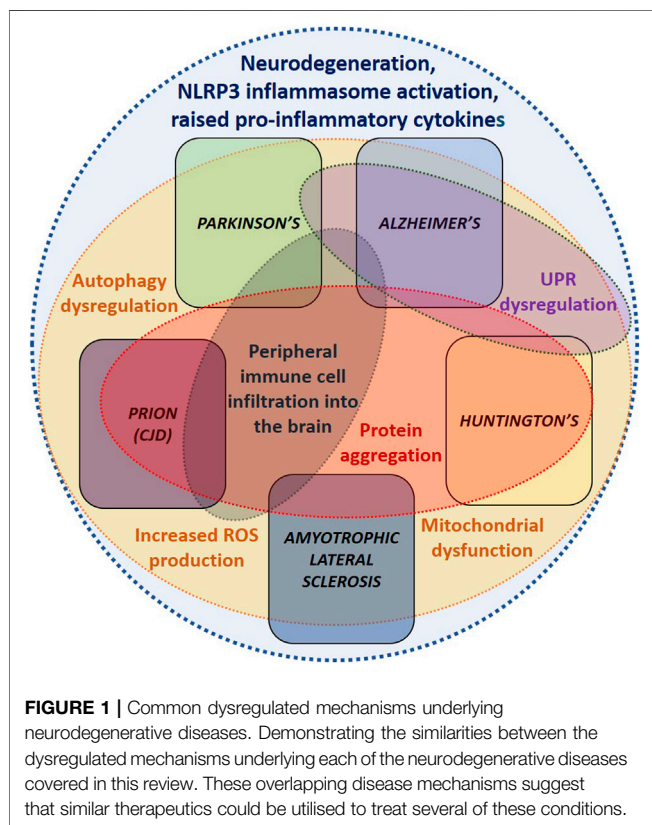 Neurodegeneration,
NLRP3 inflammasome activation,
raised pro-inflammatory cytokines
PARKINSON'S
ALZHEIMER'S
Autophagy
dysregulation
UPR
dysregulation
Peripheral
immune cell
infiltration into
the brain
PRION
(CJD)
Protein
aggregation
HUNTINGTON'S
Increased ROS
production
AMYOTROPHIC
LATERAL
SCLEROSIS
Mitochondrial
dysfunction
FIGURE 1 | Common dysregulated mechanisms underlying
neurodegenerative diseases. Demonstrating the similarities between the
dysregulated mechanisms underlying each of the neurodegenerative diseases
covered in this review. These overlapping disease mechanisms suggest
that similar therapeutics could be utilised to treat several of these conditions.